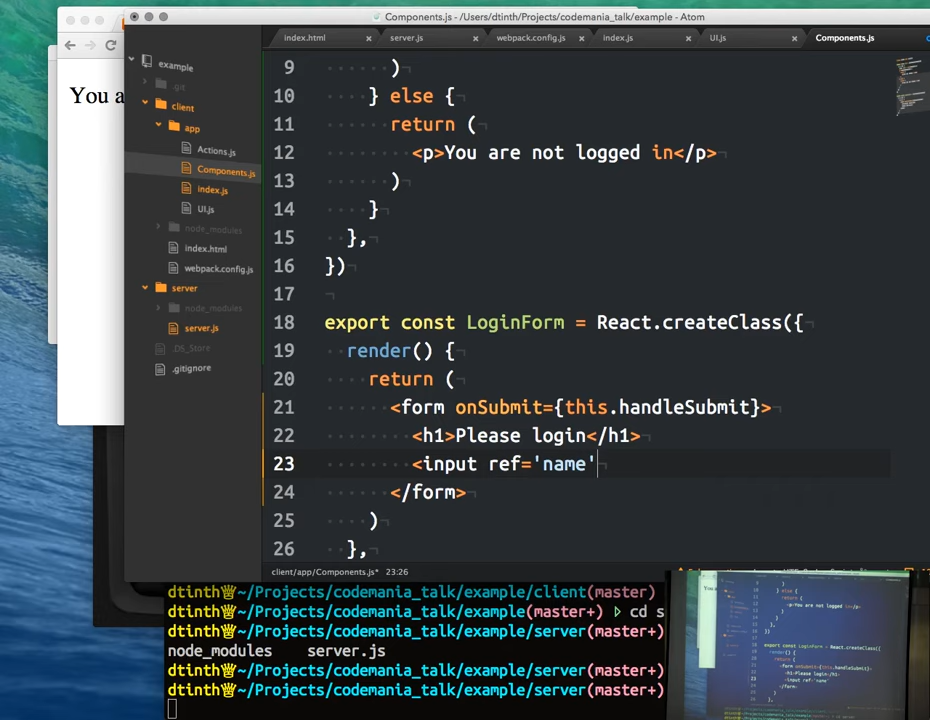 Components.js - /Users/dtinth/Projects/codemania_talk/example - Atom
index.html
server.js
webpack.config.js
index.js
UI.js
Components.js
You a
example
.git
client
app
Actions.js
Components.js
index.js
UI.js
node_modules
index.html
webpack.config.js
server
node_modules
server.js
.DS_Store
.gitignore
9 )
10 } else {
11 return (
12 <p>You are not logged in</p>
13 )
14 }
15 },
16 })
17
18 export const LoginForm = React.createClass({
19 render() {
20 return (
21 <form onSubmit={this.handleSubmit}>
22 <h1>Please login</h1>
23 <input ref='name'
24 </form>
25 )
26 },
client/app/Components.js* 23:26
dtinth ~/Projects/codemania_talk/example/client(master)
dtinth ~/Projects/codemania_talk/example(master+) cd s
dtinth ~/Projects/codemania_talk/example/server(master+)
node_modules server.js
dtinth ~/Projects/codemania_talk/example/server(master+)
dtinth ~/Projects/codemania_talk/example/server(master+)